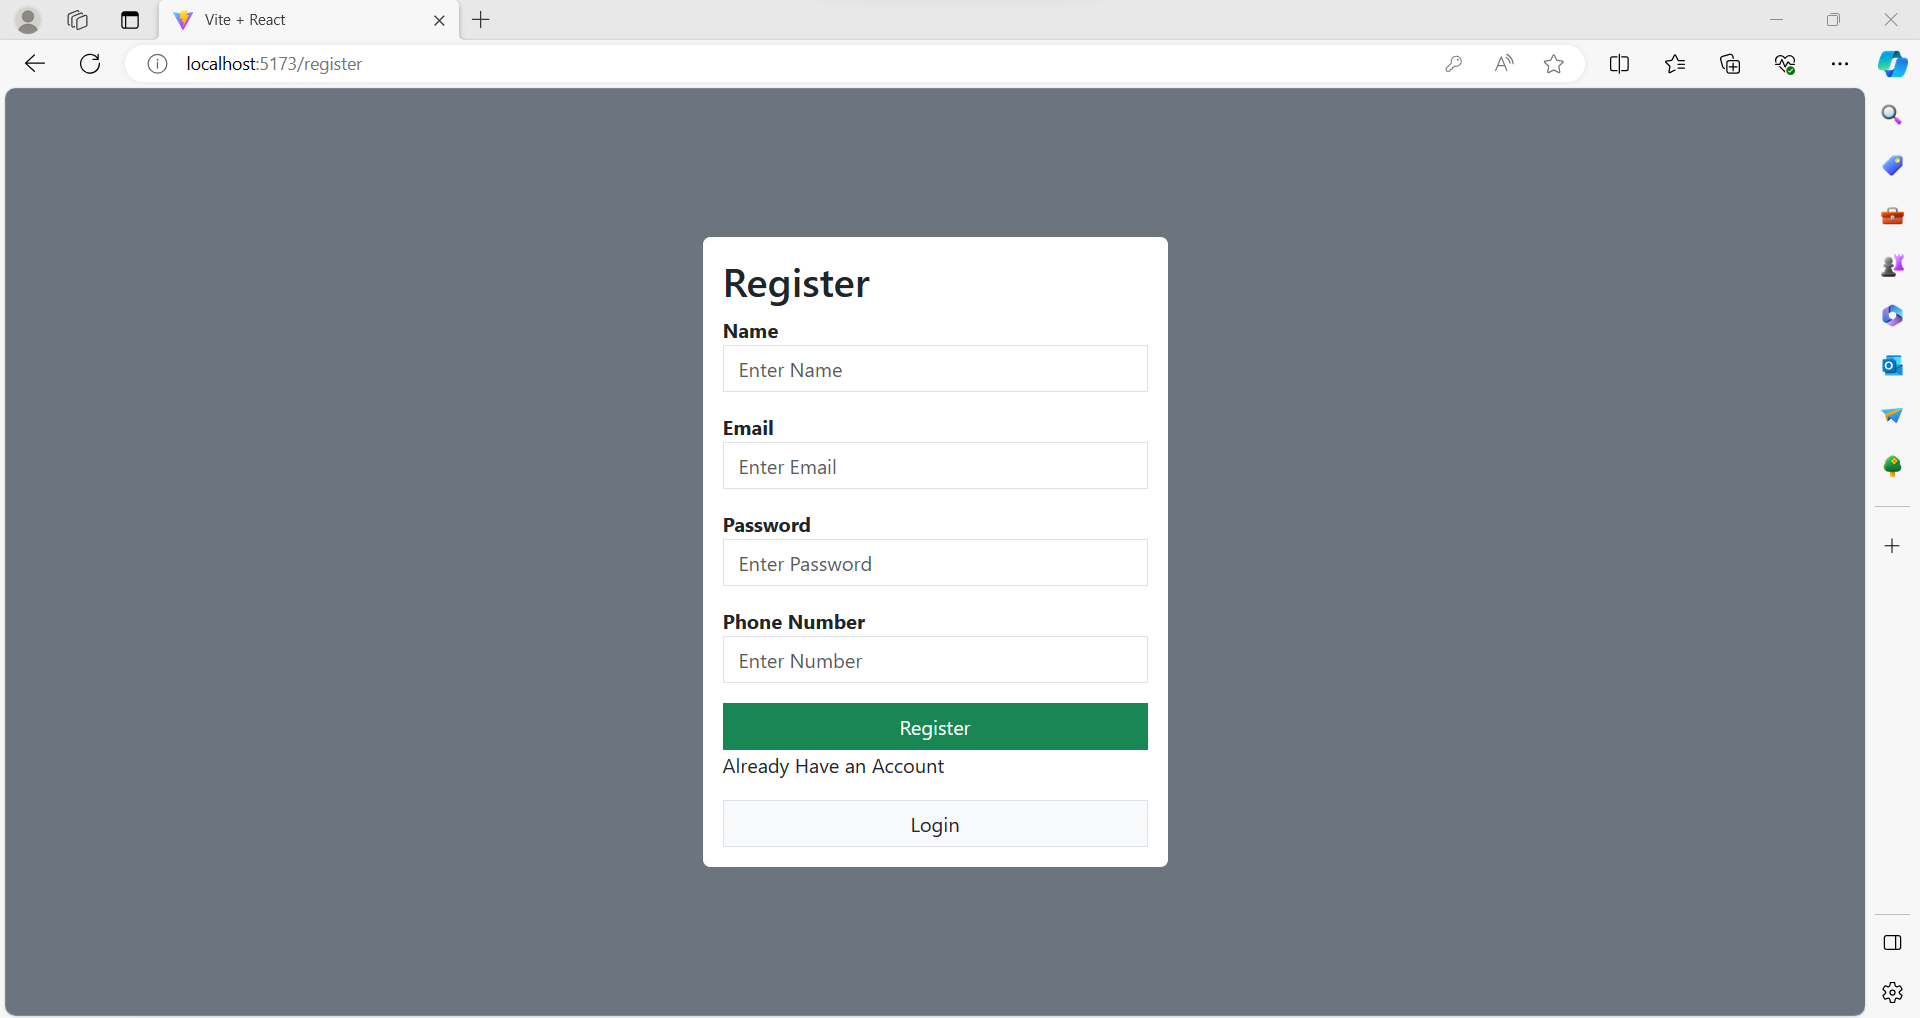 Vite + React
localhost:5173/register
Register
Name
Enter Name
Email
Enter Email
Password
Enter Password
Phone Number
Enter Number
Register
Already Have an Account
Login